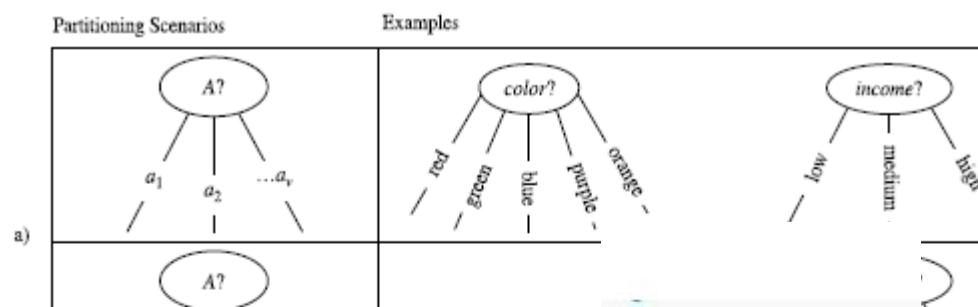 Partitioning Scenarios Examples
A? color? income?
red green blue purple orange
low medium high
a1 a2 ...av
a)
A?